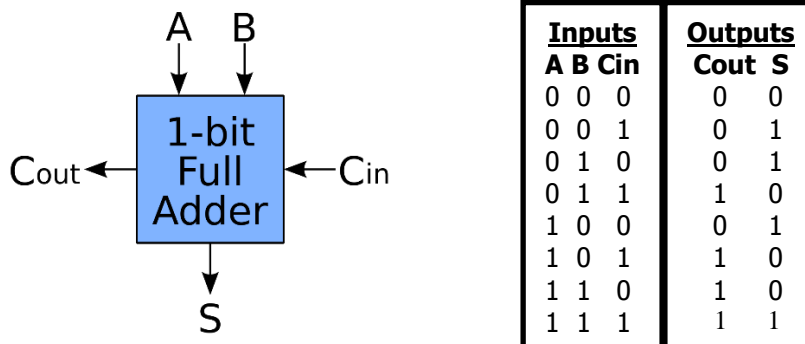 A B
1-bit
Full
Adder
Cout
Cin
S
Inputs
A B Cin
0 0 0
0 0 1
0 1 0
0 1 1
1 0 0
1 0 1
1 1 0
1 1 1
Outputs
Cout S
0 0
0 1
0 1
1 0
0 1
1 0
1 0
1 1